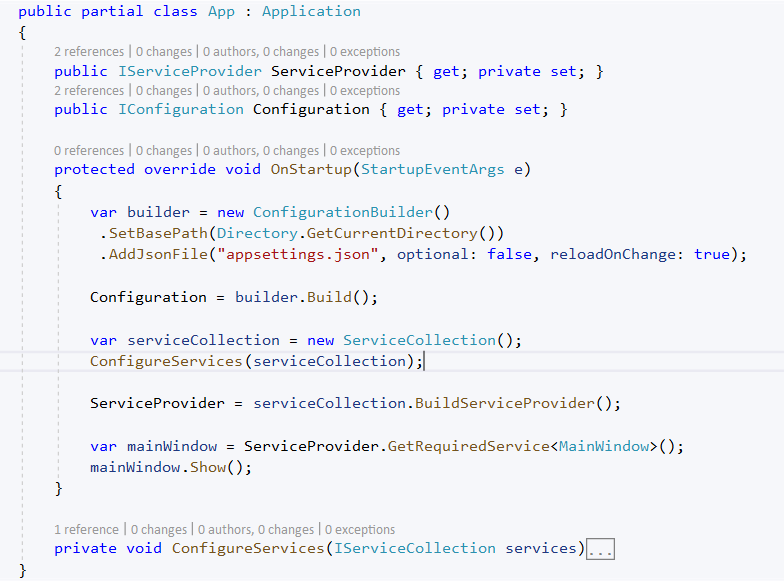 public partial class App : Application
{
2 references | 0 changes | 0 authors, 0 changes | 0 exceptions
public IServiceProvider ServiceProvider { get; private set; }
2 references | 0 changes | 0 authors, 0 changes | 0 exceptions
public IConfiguration Configuration { get; private set; }
0 references | 0 changes | 0 authors, 0 changes | 0 exceptions
protected override void OnStartup(StartupEventArgs e)
{
var builder = new ConfigurationBuilder()
.SetBasePath(Directory.GetCurrentDirectory())
.AddJsonFile("appsettings.json", optional: false, reloadOnChange: true);
Configuration = builder.Build();
var serviceCollection = new ServiceCollection();
ConfigureServices(serviceCollection);
ServiceProvider = serviceCollection.BuildServiceProvider();
var mainWindow = ServiceProvider.GetRequiredService<MainWindow>();
mainWindow.Show();
}
1 reference | 0 changes | 0 authors, 0 changes | 0 exceptions
private void ConfigureServices(IServiceCollection services)...
}